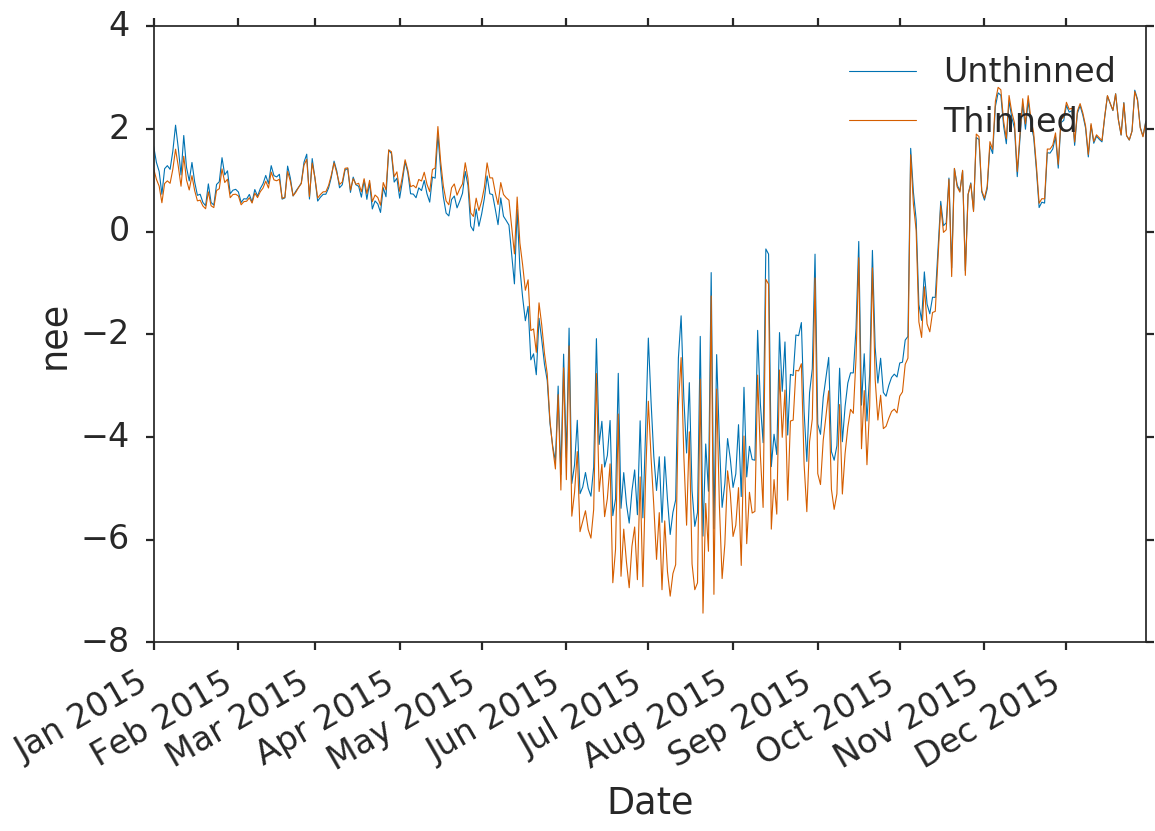 4
2
0
−2
−4
−6
−8
nee
Unthinned
Thinned
Jan 2015
Feb 2015
Mar 2015
Apr 2015
May 2015
Jun 2015
Jul 2015
Aug 2015
Sep 2015
Oct 2015
Nov 2015
Dec 2015
Date